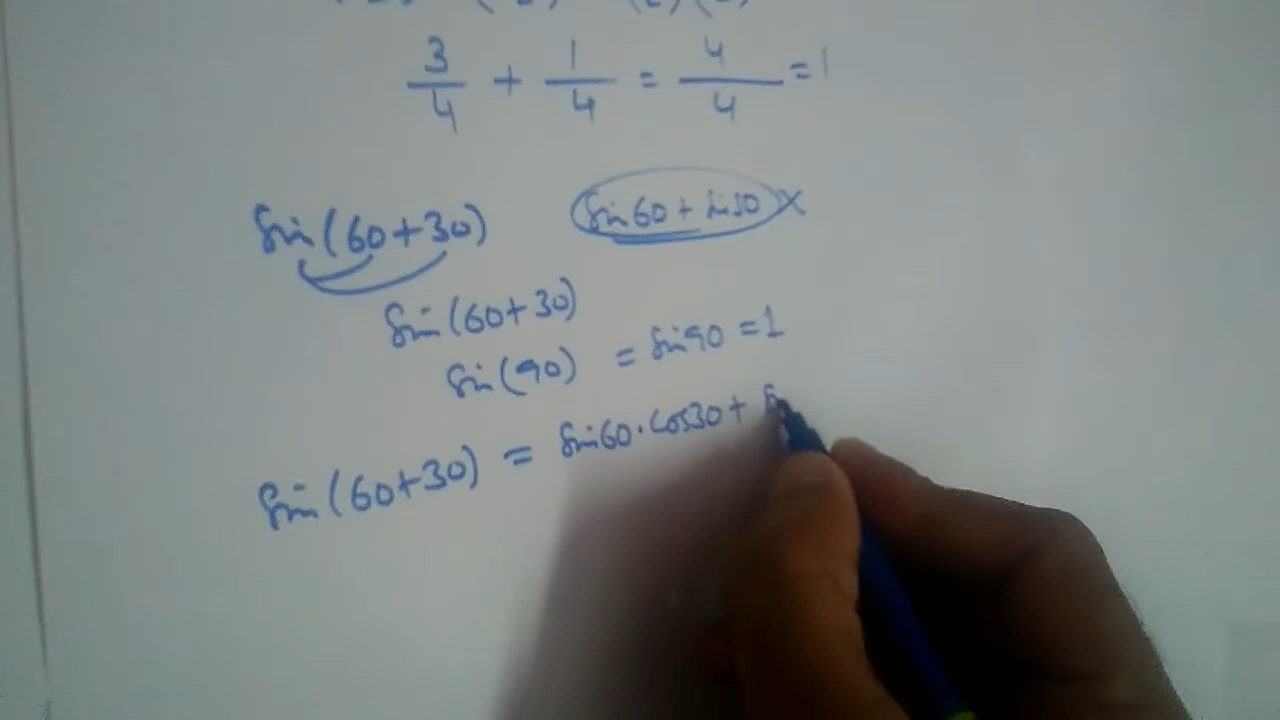 3/4 + 1/4 = 4/4 = 1
Sin(60+30) Sin60 + Sin30 X
Sin(60+30)
Sin(90) = Sin90 = 1
Sin(60+30) = Sin60·Cos30+ S